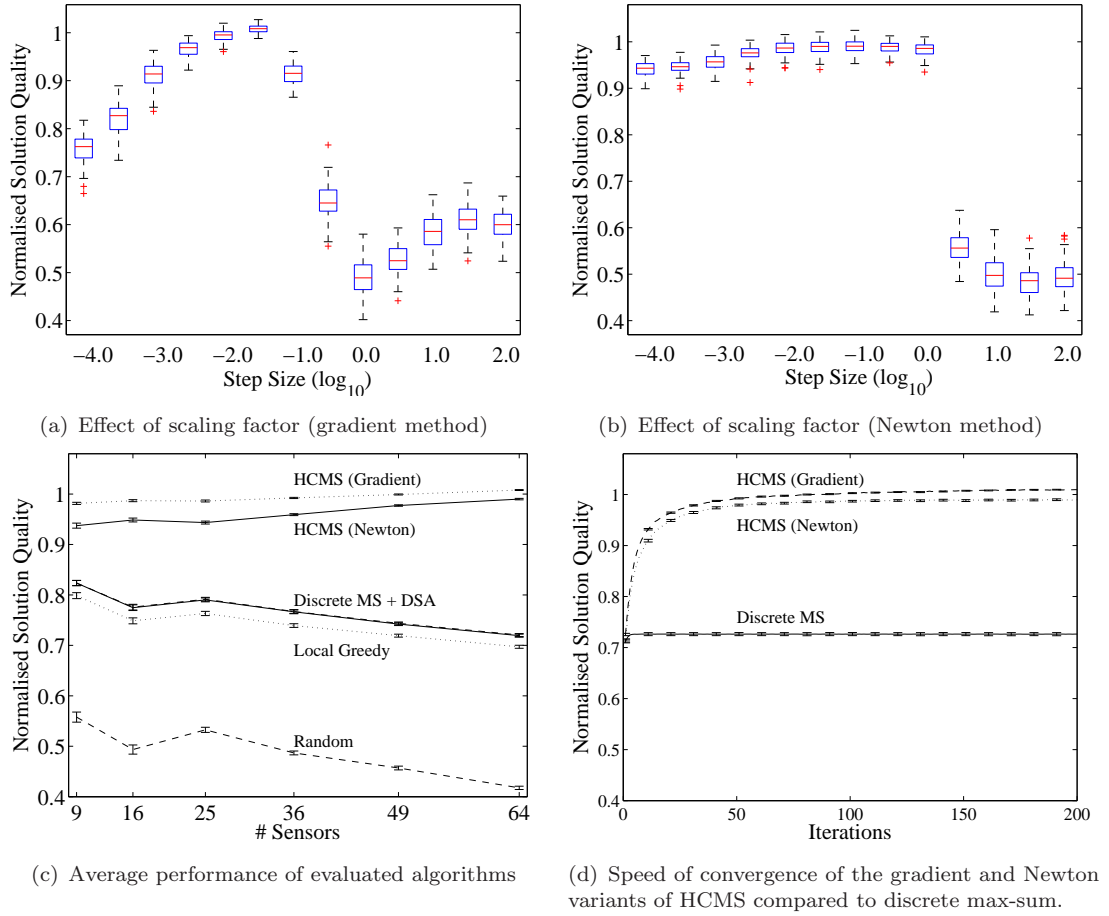 Normalised Solution Quality
1
0.9
0.8
0.7
0.6
0.5
0.4
−4.0 −3.0 −2.0 −1.0 0.0 1.0 2.0
Step Size (log10)
(a) Effect of scaling factor (gradient method)
Normalised Solution Quality
1
0.9
0.8
0.7
0.6
0.5
0.4
−4.0 −3.0 −2.0 −1.0 0.0 1.0 2.0
Step Size (log10)
(b) Effect of scaling factor (Newton method)
Normalised Solution Quality
1
0.9
0.8
0.7
0.6
0.5
0.4
HCMS (Gradient)
HCMS (Newton)
Discrete MS + DSA
Local Greedy
Random
9 16 25 36 49 64
# Sensors
(c) Average performance of evaluated algorithms
Normalised Solution Quality
1
0.9
0.8
0.7
0.6
0.5
0.4
HCMS (Gradient)
HCMS (Newton)
Discrete MS
0 50 100 150 200
Iterations
(d) Speed of convergence of the gradient and Newton
variants of HCMS compared to discrete max-sum.